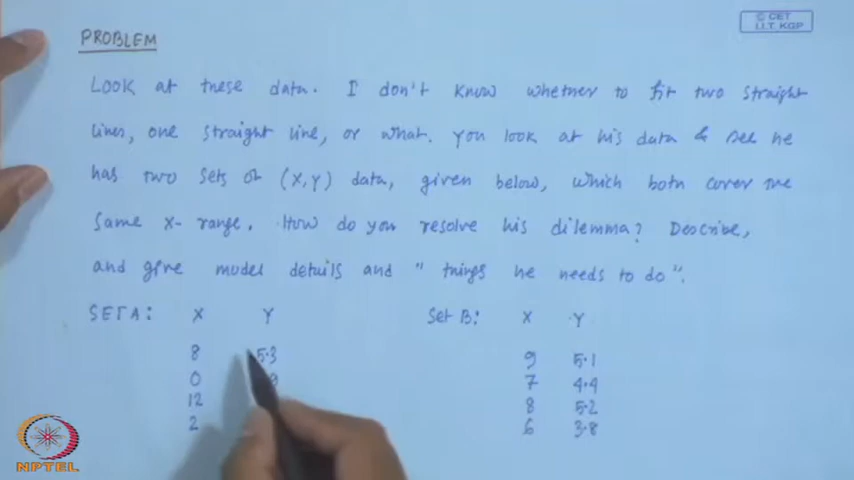 © CET
I.I.T. KGP
PROBLEM
Look at these data. I don't know whether to fit two straight
lines, one straight line, or what. You look at his data & see he
has two sets of (X,Y) data, given below, which both cover the
same X-range. How do you resolve his dilemma? Describe,
and give model details and "things he needs to do".
SET A: X Y Set B: X Y
8 5.3 9 5.1
0 9 7 4.4
12 8 5.2
2 6 3.8
NPTEL